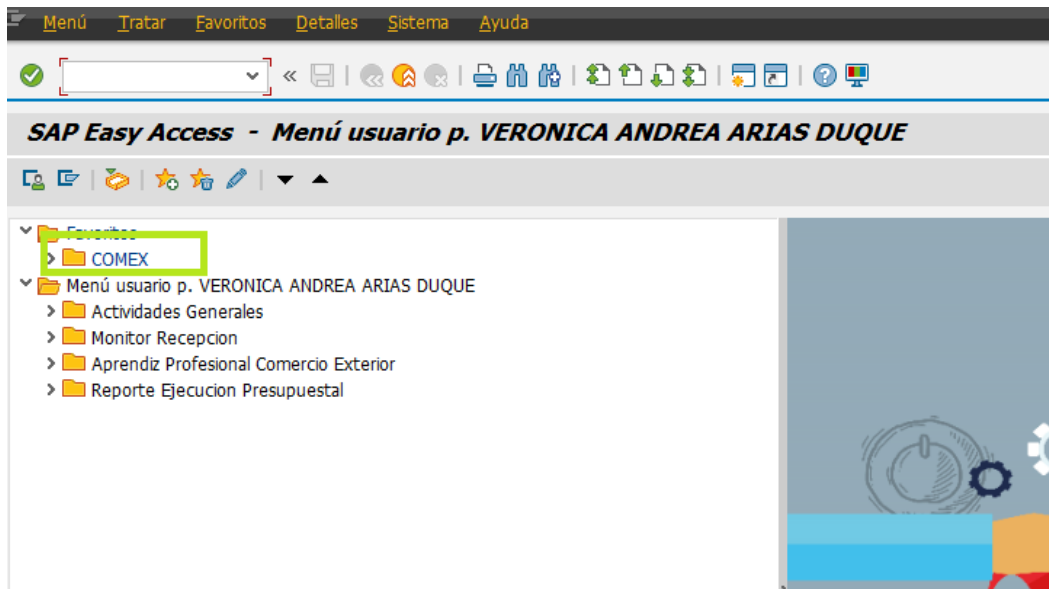 Menú Tratar Favoritos Detalles Sistema Ayuda
SAP Easy Access - Menú usuario p. VERONICA ANDREA ARIAS DUQUE
Favoritos
COMEX
Menú usuario p. VERONICA ANDREA ARIAS DUQUE
Actividades Generales
Monitor Recepcion
Aprendiz Profesional Comercio Exterior
Reporte Ejecucion Presupuestal